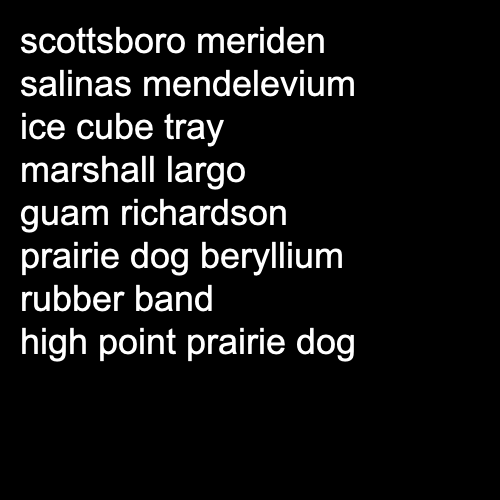 scottsboro meriden
salinas mendelevium
ice cube tray
marshall largo
guam richardson
prairie dog beryllium
rubber band
high point prairie dog